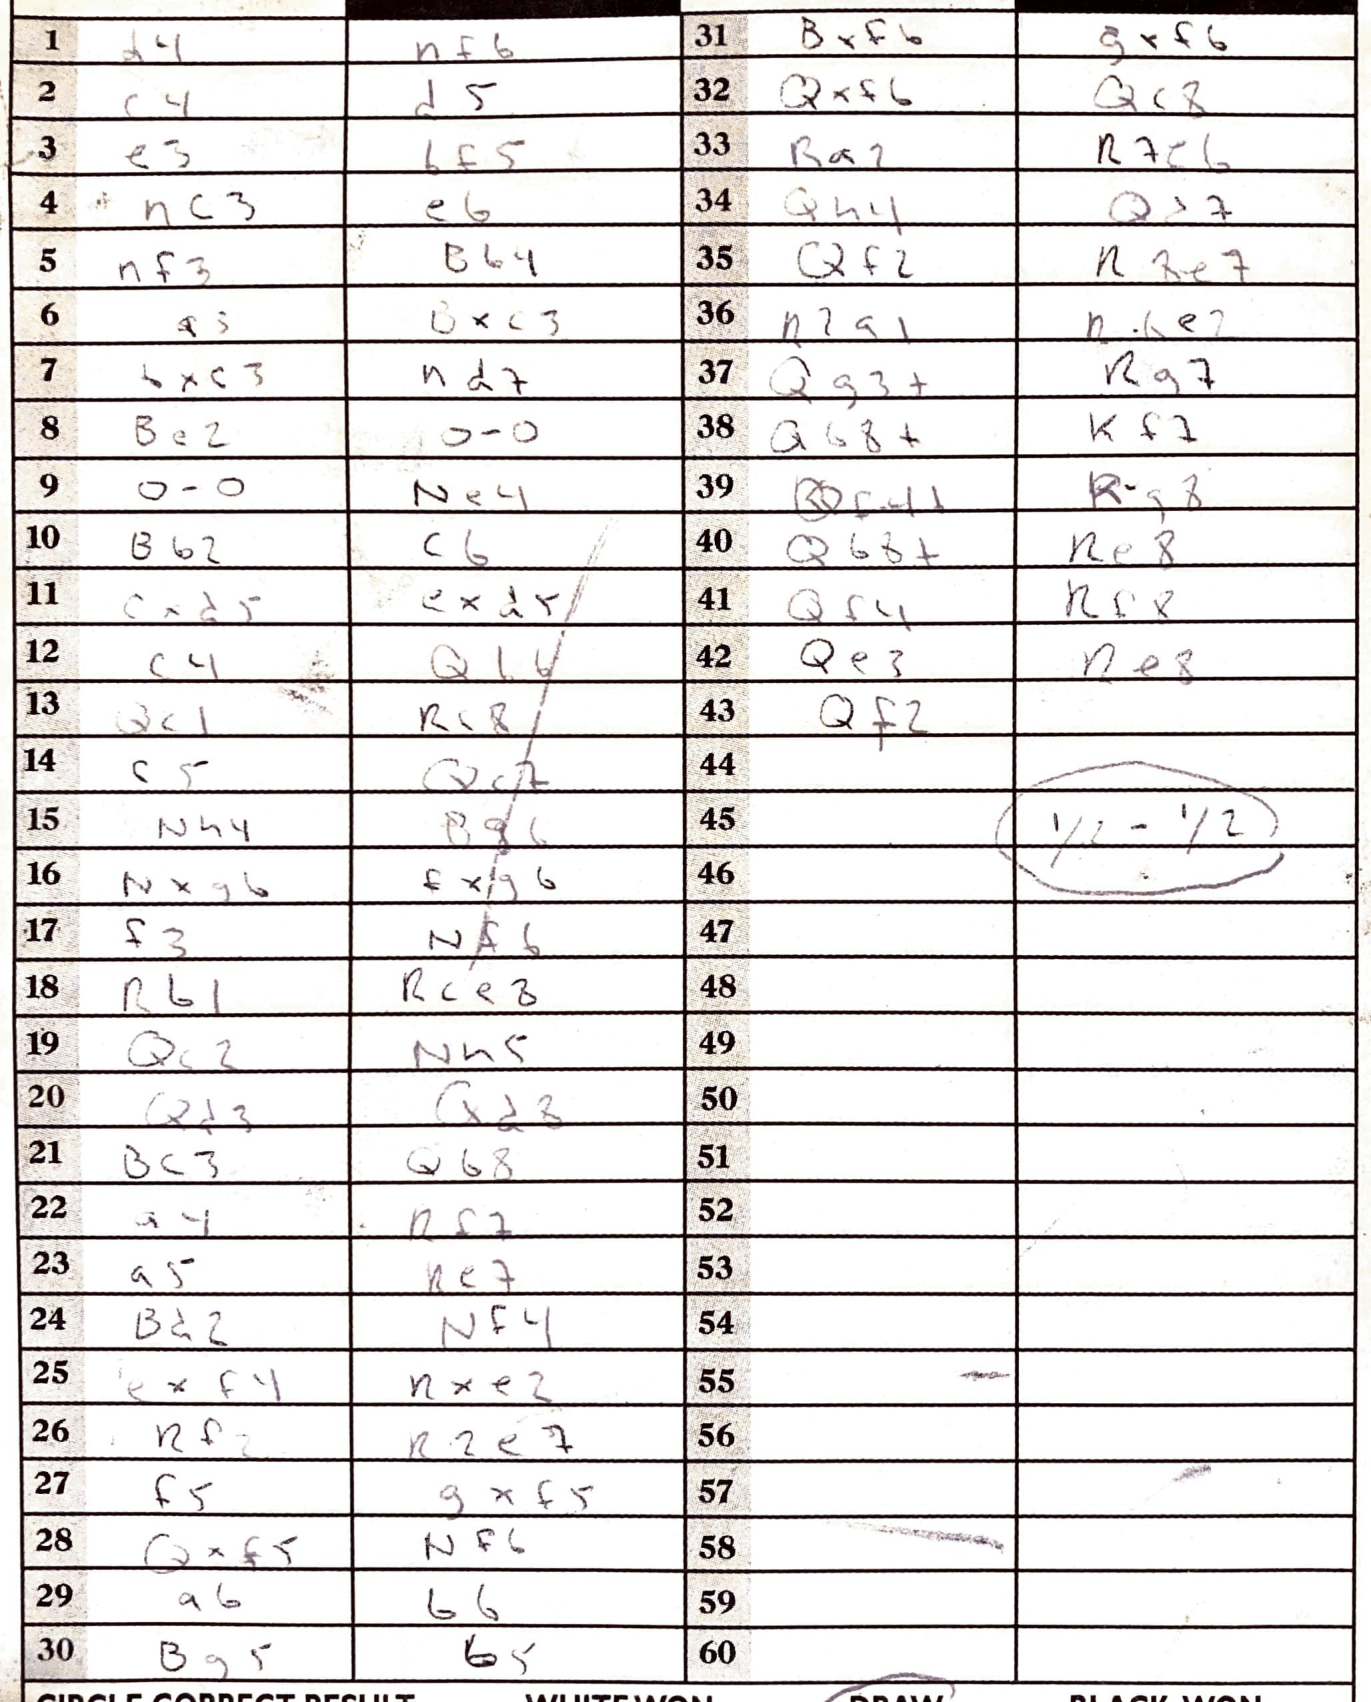 1 d4 nf6
2 c4 d5
3 e3 bf5
4 nc3 e6
5 nf3 Bb4
6 a3 Bxc3
7 bxc3 nd7
8 Be2 0-0
9 0-0 Ne4
10 Bb2 c6
11 cxd5 exd5
12 c4 Qb6
13 Qc1 Rc8
14 c5 Qc7
15 Nh4 Bg6
16 Nxg6 fxg6
17 f3 Nf6
18 Rb1 Rce8
19 Qc2 Nh5
20 Qd3 Qd8
21 Bc3 Qb8
22 a4 Rf7
23 a5 Re7
24 Bd2 Nf4
25 exf4 Rxe2
26 Rf2 R2e7
27 f5 gxf5
28 Qxf5 Nf6
29 a6 b6
30 Bg5 b5
31 Bxf6 gxf6
32 Qxf6 Qc8
33 Ra2 R7e6
34 Qh4 Qd7
35 Qf2 R8e7
36 R2a1 R6e2
37 Qg3+ Rg7
38 Qb8+ Kf7
39 Qf4+ Kg8
40 Qb8+ Re8
41 Qf4 Rf8
42 Qe3 Re8
43 Qf2
44
45 1/2 - 1/2
46
47
48
49
50
51
52
53
54
55
56
57
58
59
60
CIRCLE CORRECT RESULT WHITE WON DRAW BLACK WON